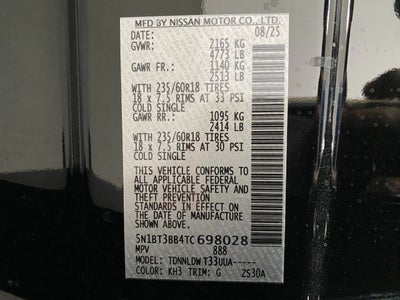 MFD BY NISSAN MOTOR CO., LTD.
DATE: 08/25
GVWR: 2165 KG
4773 LB
GAWR FR.: 1140 KG
2513 LB
WITH 235/60R18 TIRES
18 x 7.5 RIMS AT 33 PSI
COLD SINGLE
GAWR RR.: 1095 KG
2414 LB
WITH 235/60R18 TIRES
18 x 7.5 RIMS AT 30 PSI
COLD SINGLE
THIS VEHICLE CONFORMS TO
ALL APPLICABLE FEDERAL
MOTOR VEHICLE SAFETY AND
THEFT PREVENTION
STANDARDS IN EFFECT ON
THE DATE OF MANUFACTURE
SHOWN ABOVE.
5N1BT3BB4TC698028
MPV 888
MODEL: TDNNLDW T33UUA-----
COLOR: KH3 TRIM: G ZS30A